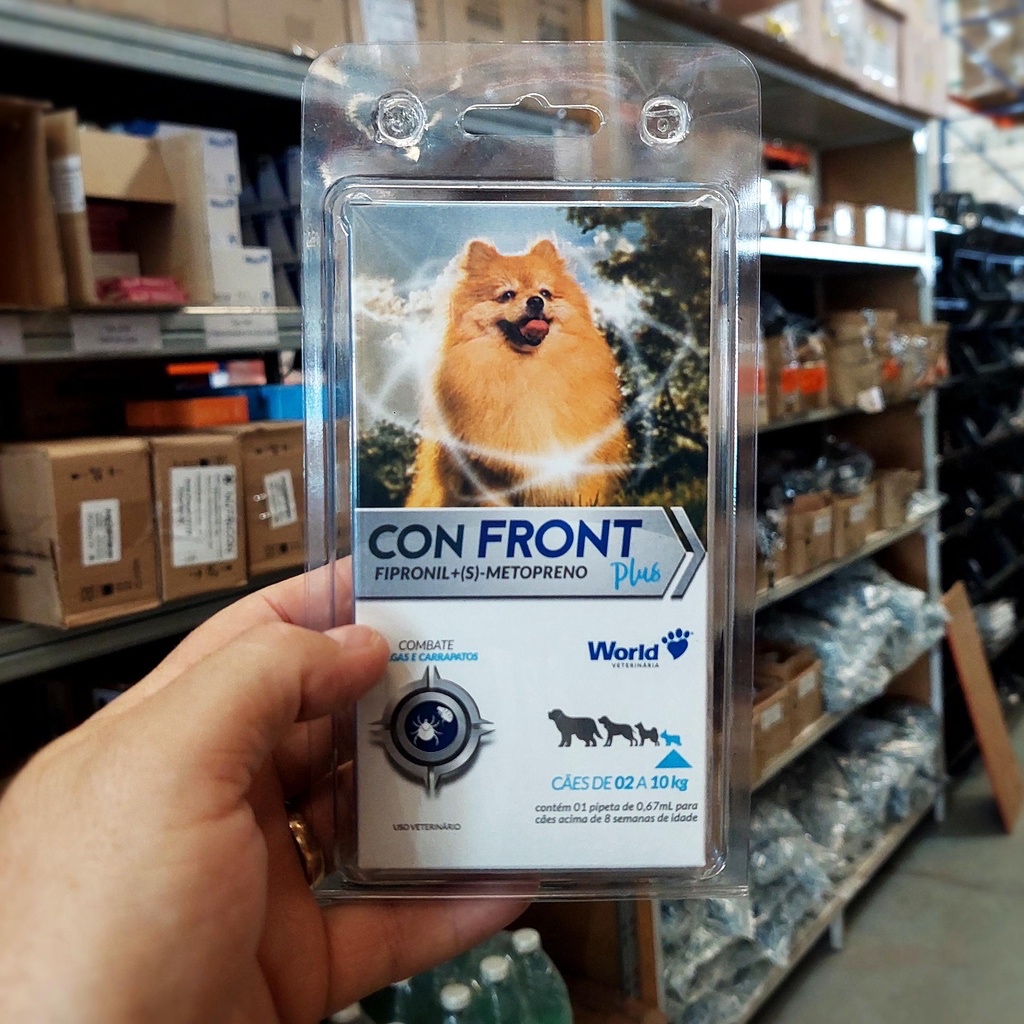 CON FRONT
FIPRONIL+(S)-METOPRENO Plus
COMBATE
GAS E CARRAPATOS
World
VETERINÁRIA
CÃES DE 02 A 10 kg
contém 01 pipeta de 0,67mL para
cães acima de 8 semanas de idade
USO VETERINÁRIO